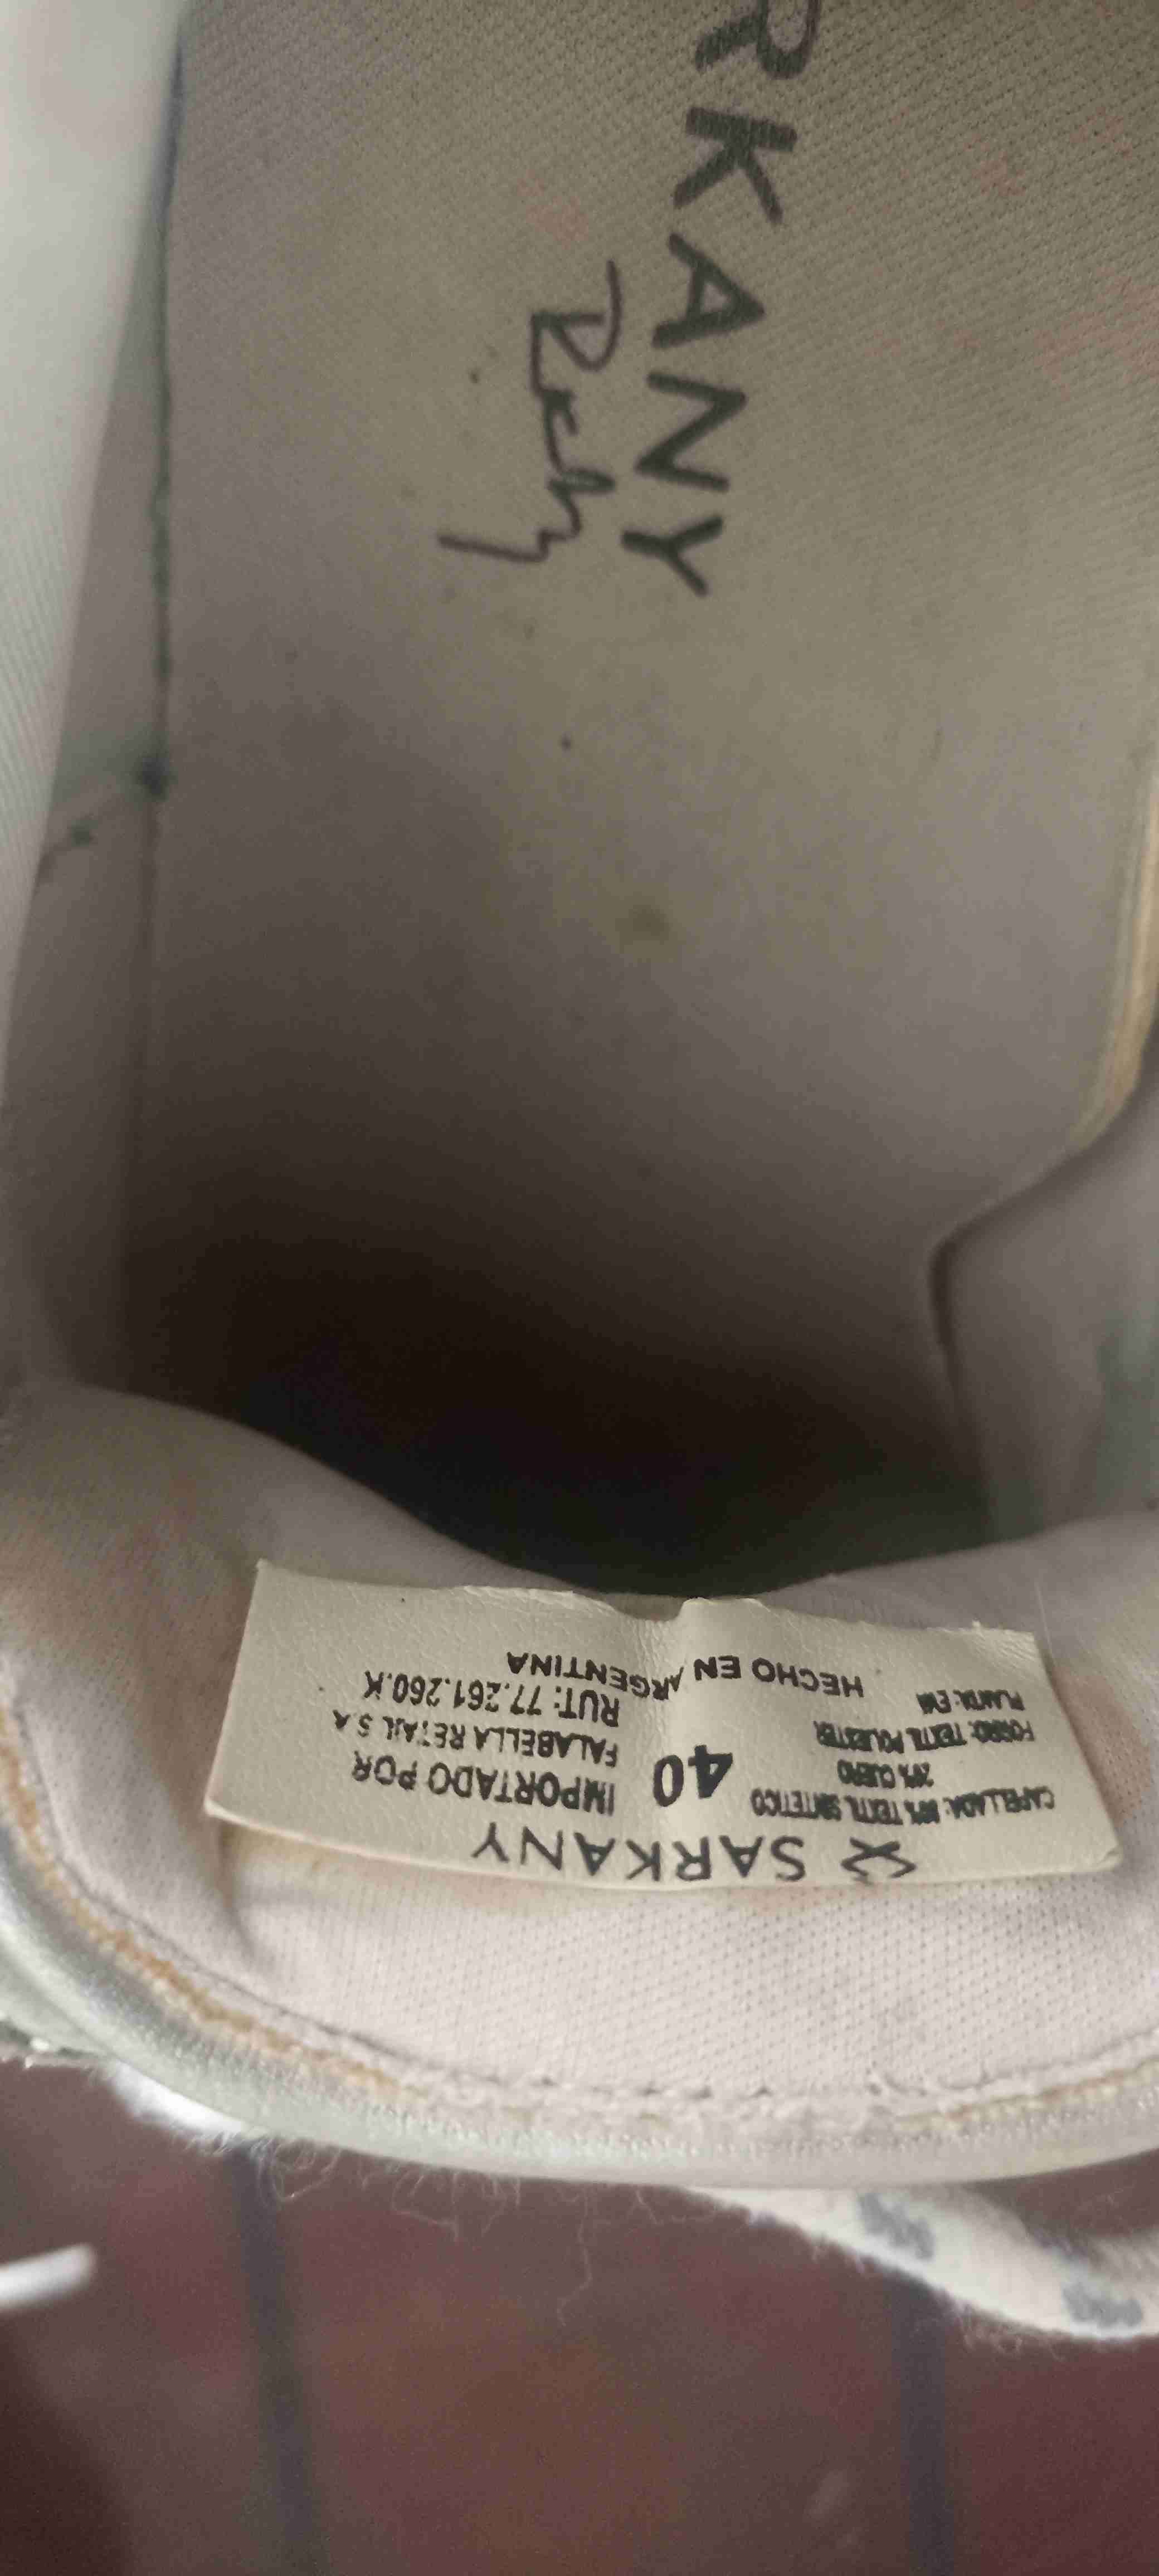 RKANY
Ricky
SARKANY
CAPELLADA: 80% TEXTIL SINTETICO
20% CUERO
FORRO: TEXTIL POLIESTER
PLANTA: EVA
40
IMPORTADO POR
FALABELLA RETAIL S.A
RUT: 77.261.260.K
HECHO EN ARGENTINA